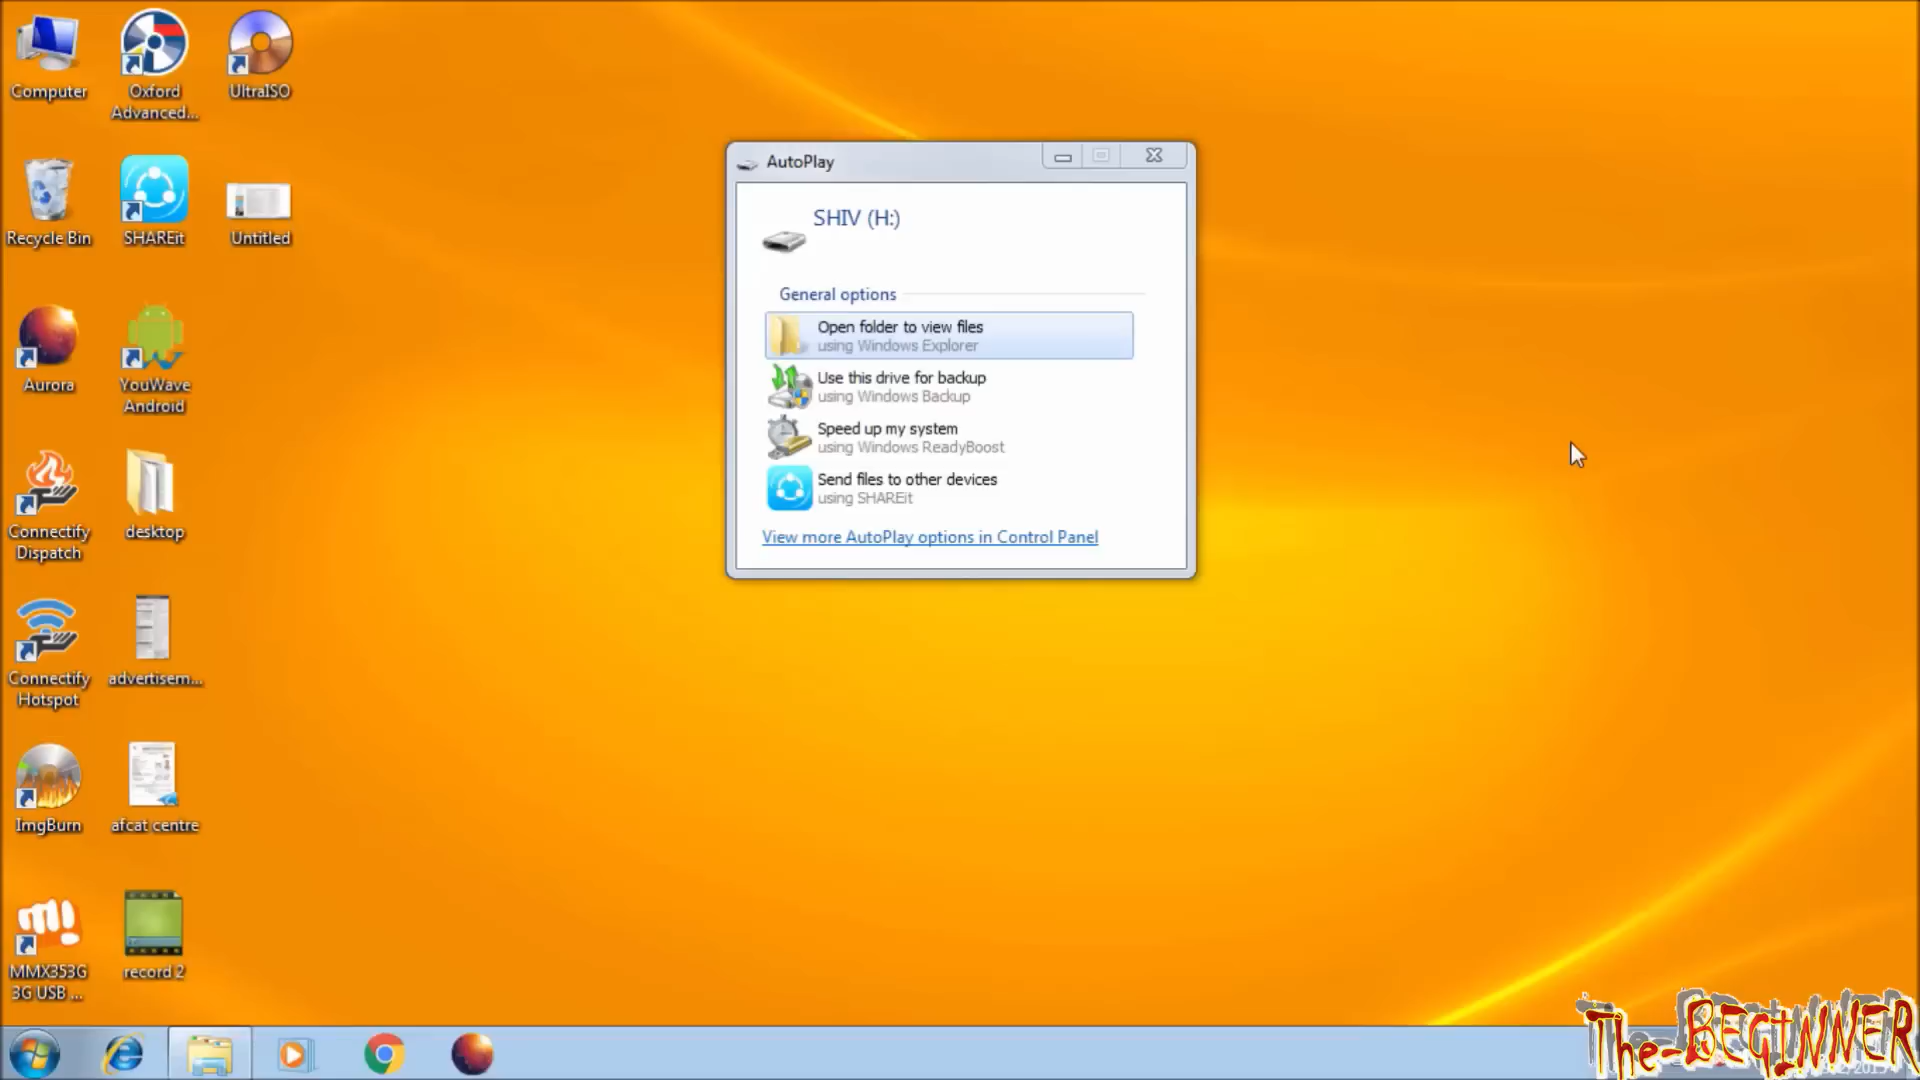 Computer
Oxford
Advanced...
UltraISO
Recycle Bin
SHAREit
Untitled
Aurora
YouWave
Android
Connectify
Dispatch
desktop
Connectify
Hotspot
advertisem...
ImgBurn
afcat centre
MMX353G
3G USB ...
record 2
AutoPlay
SHIV (H:)
General options
Open folder to view files
using Windows Explorer
Use this drive for backup
using Windows Backup
Speed up my system
using Windows ReadyBoost
Send files to other devices
using SHAREit
View more AutoPlay options in Control Panel
The-BEGINNER